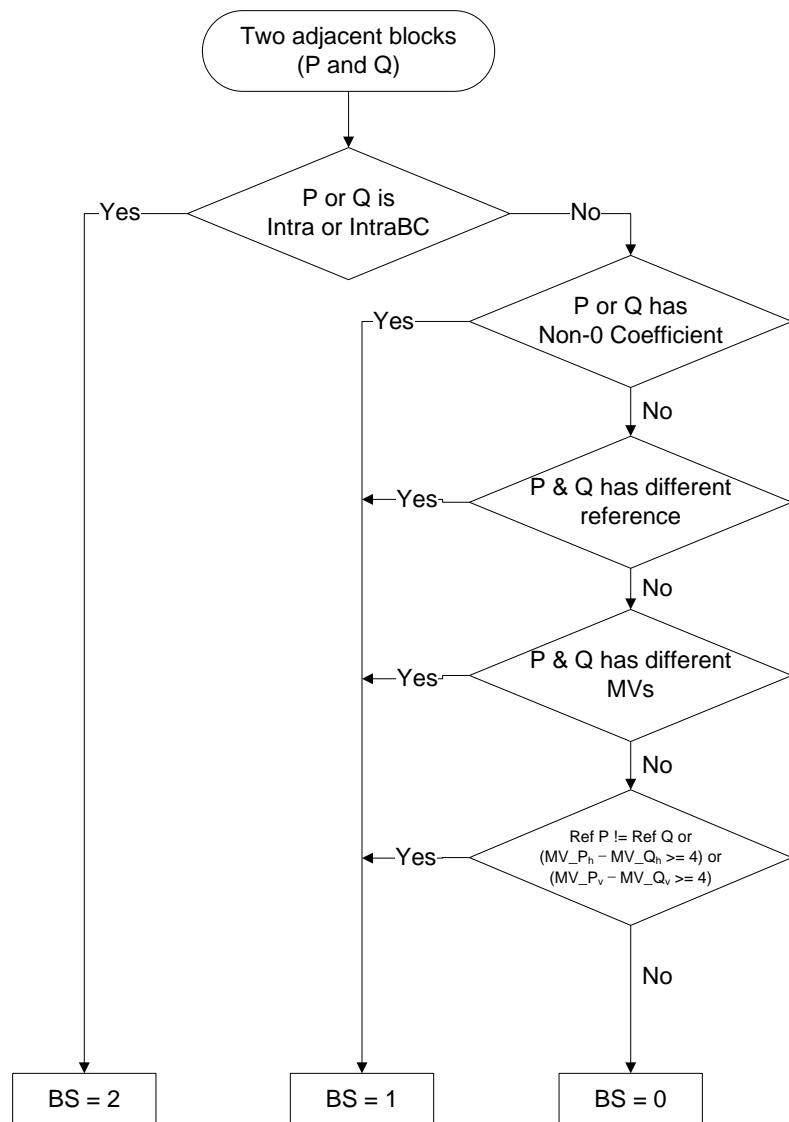 Two adjacent blocks
(P and Q)
P or Q is
Intra or IntraBC
Yes
No
P or Q has
Non-0 Coefficient
Yes
No
P & Q has different
reference
Yes
No
P & Q has different
MVs
Yes
No
Ref P != Ref Q or
(MV_Ph – MV_Qh >= 4) or
(MV_Pv – MV_Qv >= 4)
Yes
No
BS = 2
BS = 1
BS = 0